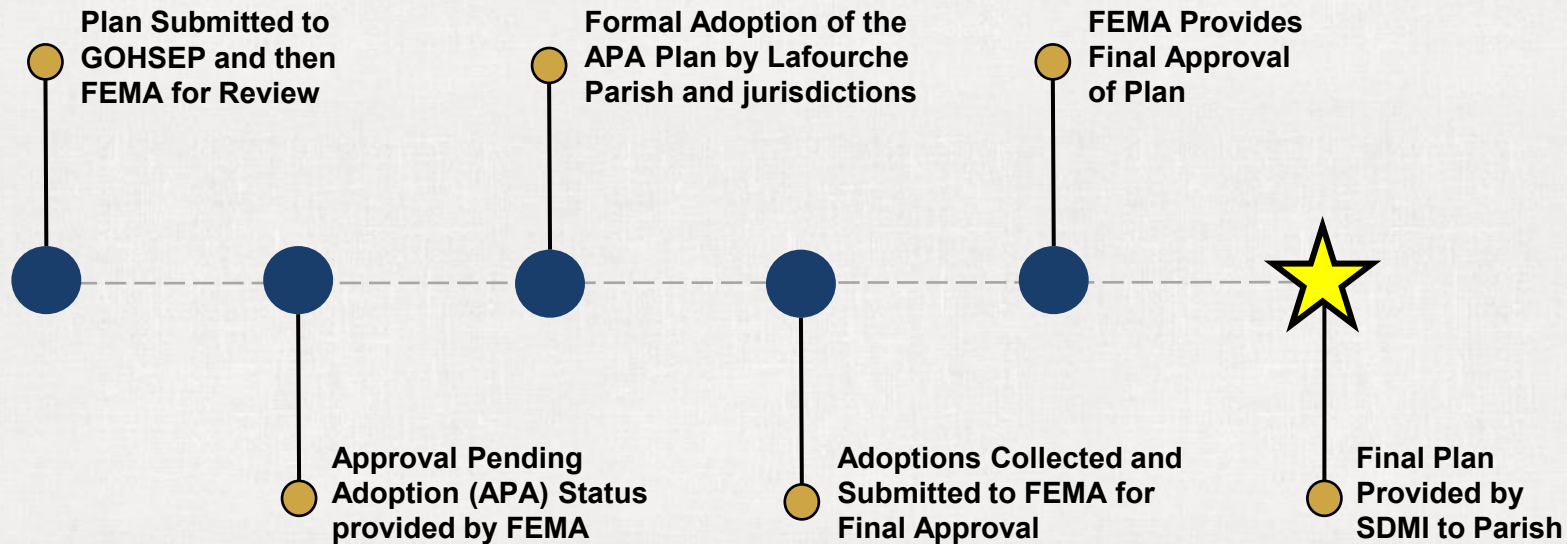 Plan Submitted to
GOHSEP and then
FEMA for Review
Approval Pending
Adoption (APA) Status
provided by FEMA
Formal Adoption of the
APA Plan by Lafourche
Parish and jurisdictions
Adoptions Collected and
Submitted to FEMA for
Final Approval
FEMA Provides
Final Approval
of Plan
Final Plan
Provided by
SDMI to Parish